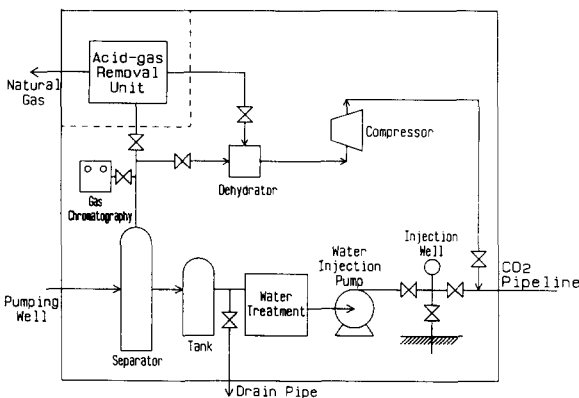 Acid-gas
Removal
Unit
Natural
Gas
Compressor
Dehydrator
Gas
Chromatography
Injection
Well
Water
Injection
Pump
CO2
Pipeline
Pumping
Well
Water
Treatment
Separator
Tank
Drain Pipe